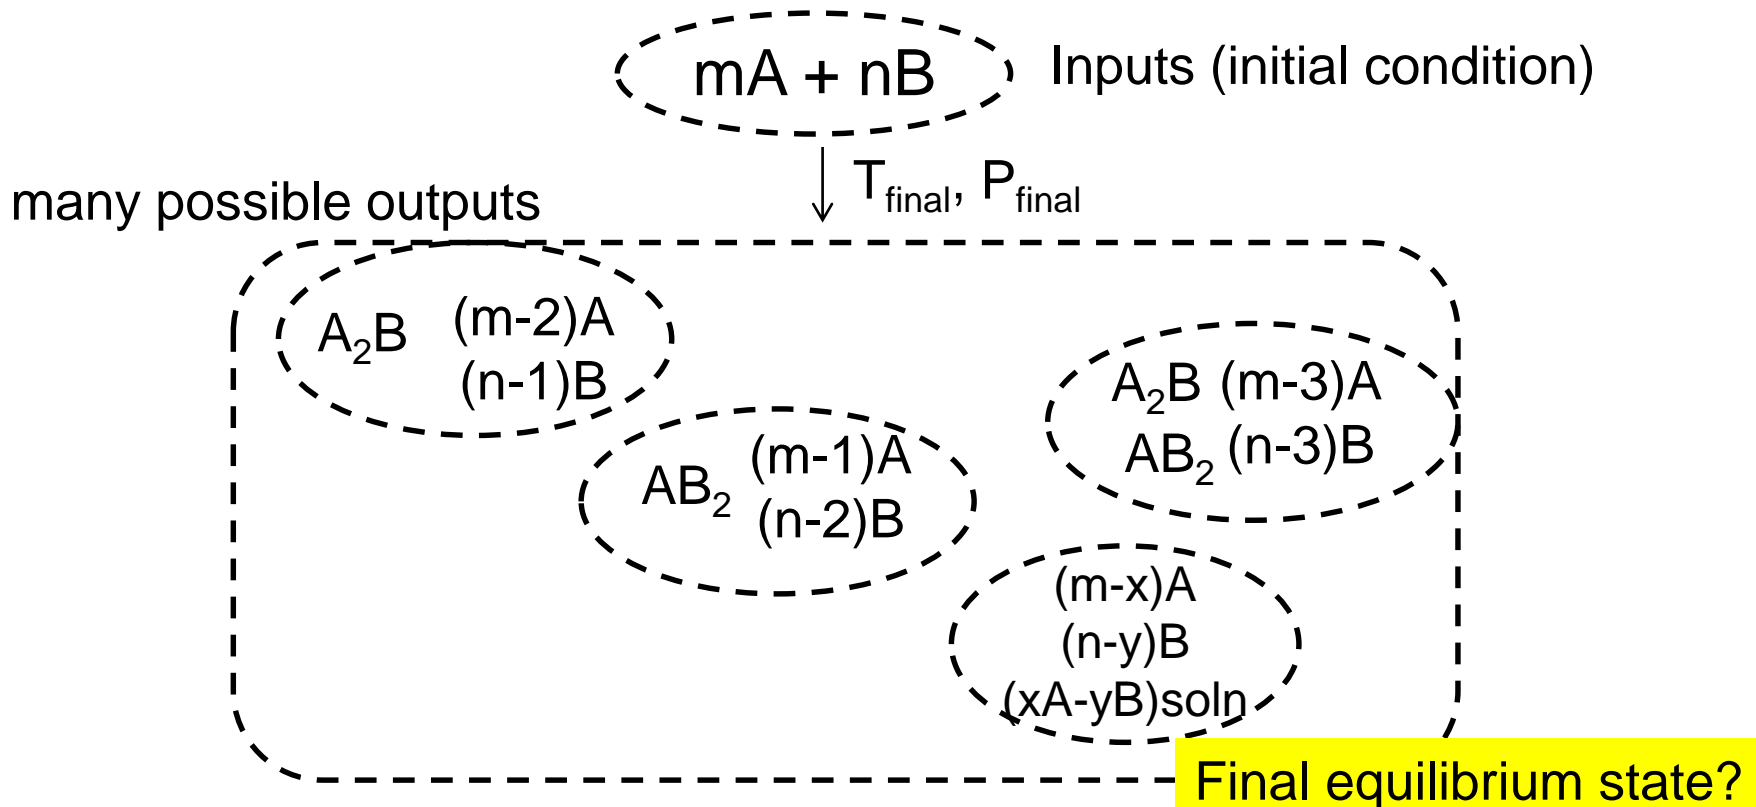 mA + nB
Inputs (initial condition)
T_final, P_final
many possible outputs
A₂B (m-2)A
(n-1)B
AB₂ (m-1)A
(n-2)B
A₂B (m-3)A
AB₂ (n-3)B
(m-x)A
(n-y)B
(xA-yB)soln
Final equilibrium state?